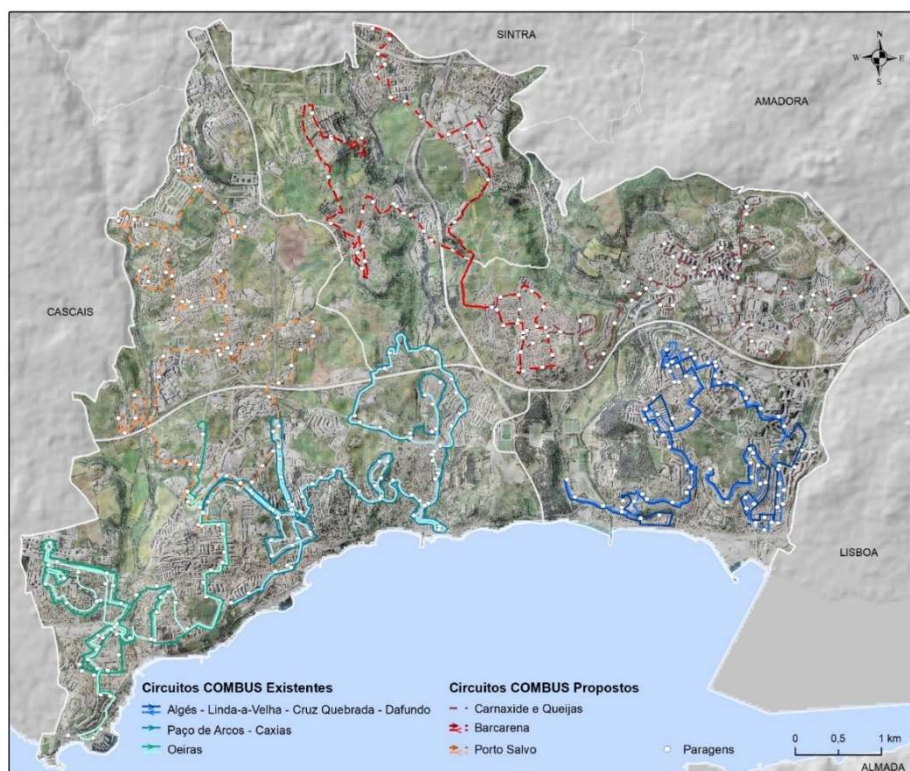 SINTRA
N
W E
S
AMADORA
CASCAIS
LISBOA
Circuitos COMBUS Existentes
Algés - Linda-a-Velha - Cruz Quebrada - Dafundo
Paço de Arcos - Caxias
Oeiras
Circuitos COMBUS Propostos
Carnaxide e Queijas
Barcarena
Porto Salvo
Paragens
0 0,5 1 km
ALMADA